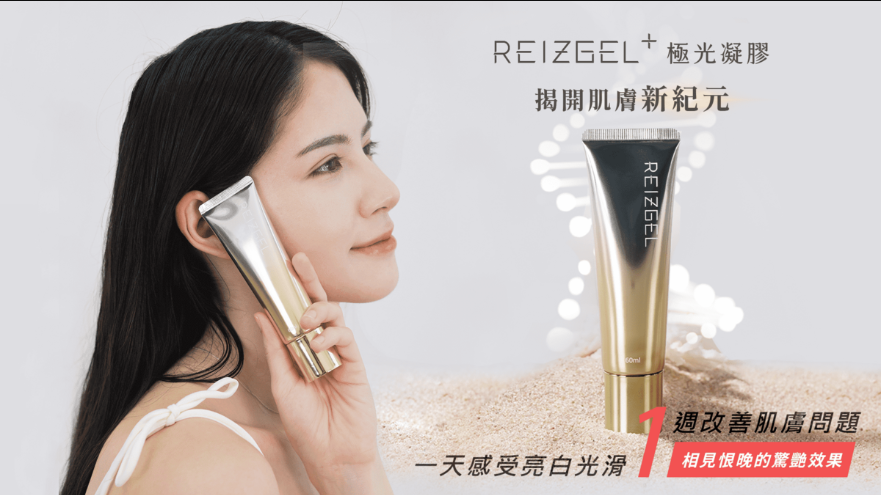 REIZGEL⁺ 極光凝膠
揭開肌膚新紀元
REIZGEL
60ml
一天感受亮白光滑
1週改善肌膚問題
相見恨晚的驚艷效果